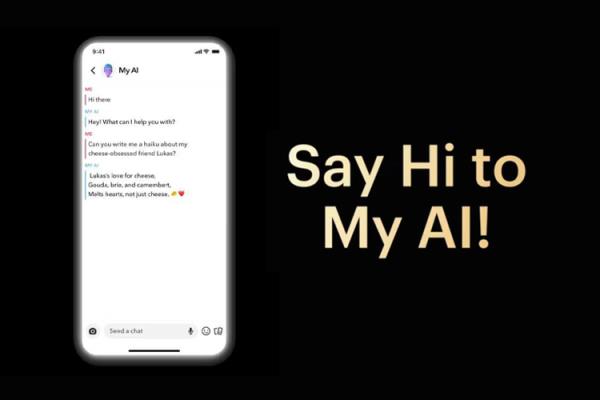 9:41
My AI
ME
Hi there
MY AI
Hey! What can I help you with?
ME
Can you write me a haiku about my
cheese-obsessed friend Lukas?
MY AI
Lukas's love for cheese,
Gouda, brie, and camembert,
Melts hearts, not just cheese. 🧀❤️
Send a chat
Say Hi to
My AI!